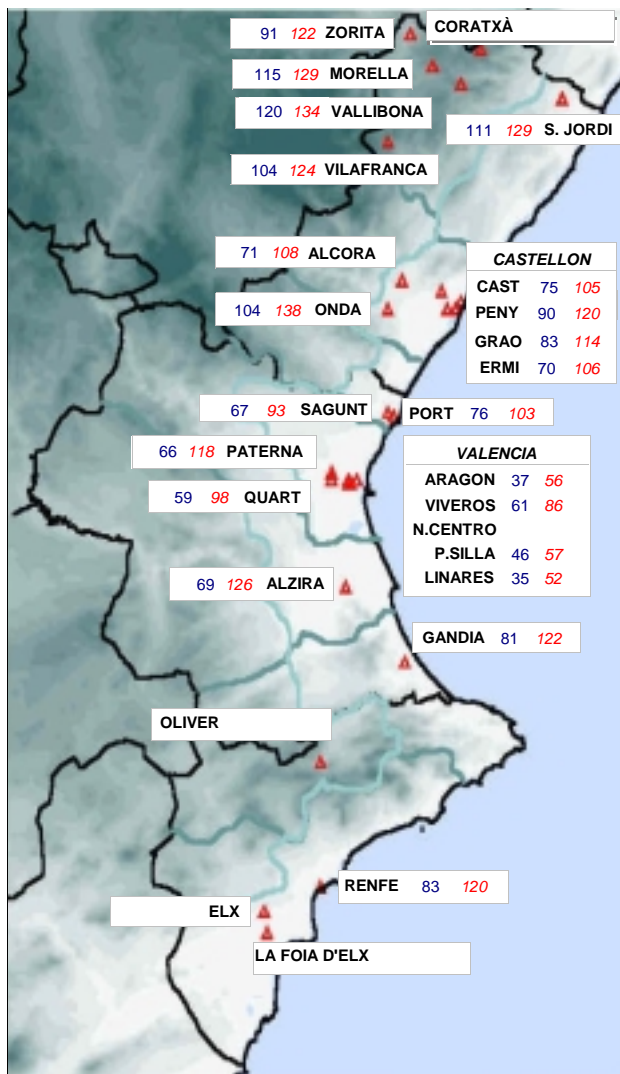 91 122 ZORITA
CORATXÀ
115 129 MORELLA
120 134 VALLIBONA
111 129 S. JORDI
104 124 VILAFRANCA
71 108 ALCORA
CASTELLON
CAST 75 105
PENY 90 120
GRAO 83 114
ERMI 70 106
104 138 ONDA
67 93 SAGUNT
PORT 76 103
66 118 PATERNA
59 98 QUART
VALENCIA
ARAGON 37 56
VIVEROS 61 86
N.CENTRO
P.SILLA 46 57
LINARES 35 52
69 126 ALZIRA
GANDIA 81 122
OLIVER
RENFE 83 120
ELX
LA FOIA D'ELX